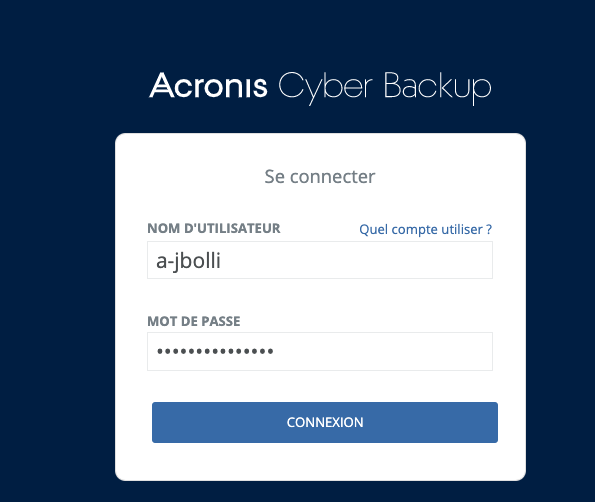 Acronis Cyber Backup
Se connecter
NOM D'UTILISATEUR Quel compte utiliser ?
a-jbolli
MOT DE PASSE
•••••••••••••••
CONNEXION